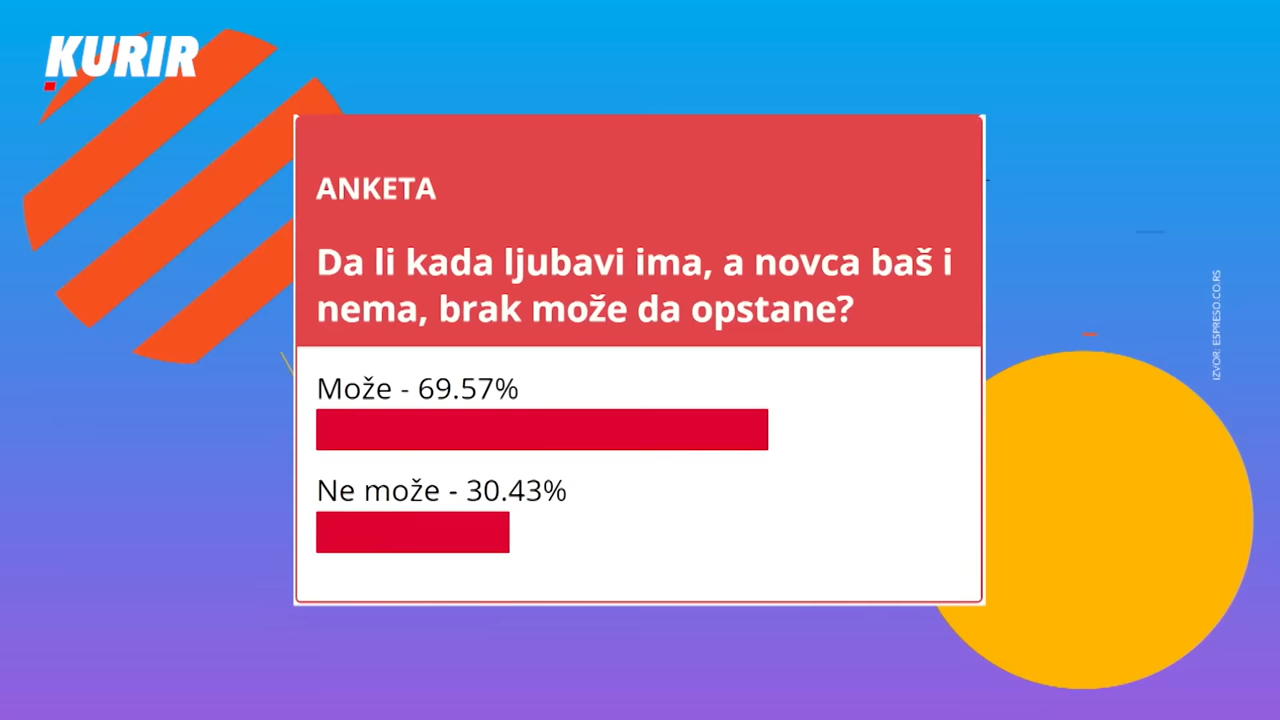 KURIR
ANKETA
Da li kada ljubavi ima, a novca baš i
nema, brak može da opstane?
Može - 69.57%
Ne može - 30.43%
IZVOR: ESPRESO.CO.RS